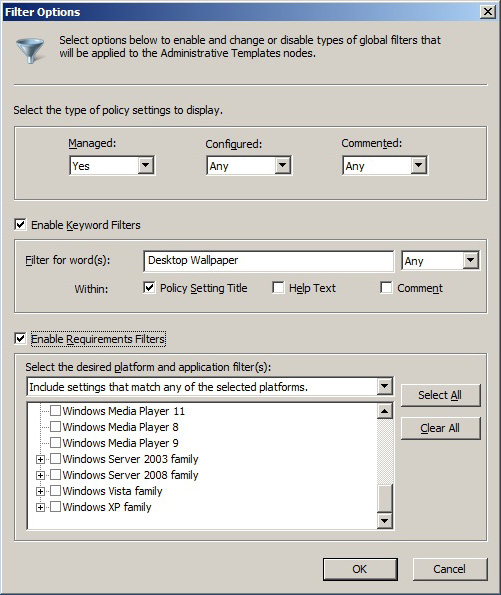 Filter Options
Select options below to enable and change or disable types of global filters that
will be applied to the Administrative Templates nodes.
Select the type of policy settings to display.
Managed: Configured: Commented:
Yes Any Any
Enable Keyword Filters
Filter for word(s): Desktop Wallpaper Any
Within: Policy Setting Title Help Text Comment
Enable Requirements Filters
Select the desired platform and application filter(s):
Include settings that match any of the selected platforms. Select All
Windows Media Player 11
Windows Media Player 8 Clear All
Windows Media Player 9
Windows Server 2003 family
Windows Server 2008 family
Windows Vista family
Windows XP family
OK Cancel